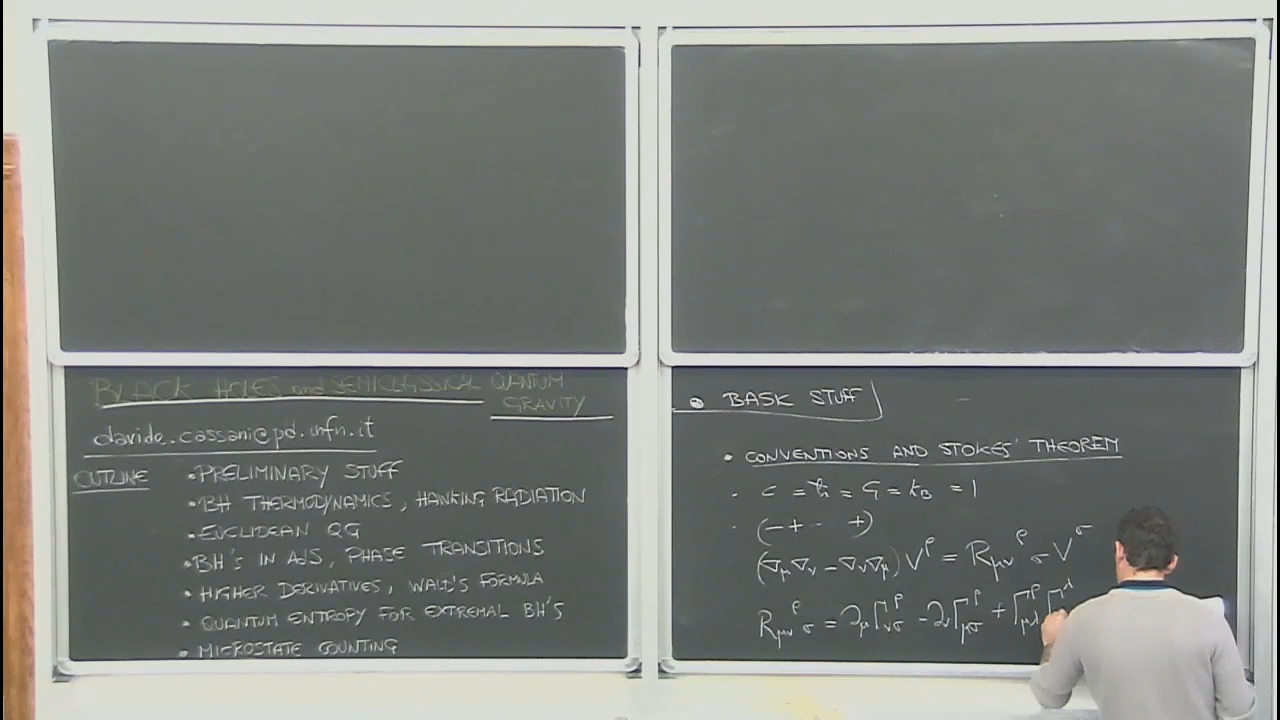 BLACK HOLES and SEMICLASSICAL QUANTUM
GRAVITY
davide.cassani@pd.infn.it
OUTLINE • PRELIMINARY STUFF
• BH THERMODYNAMICS, HAWKING RADIATION
• EUCLIDEAN QG
• BH'S IN AdS, PHASE TRANSITIONS
• HIGHER DERIVATIVES, WALD'S FORMULA
• QUANTUM ENTROPY FOR EXTREMAL BH'S
• MICROSTATE COUNTING
• BASIC STUFF
• CONVENTIONS AND STOKES' THEOREM
· c = ħ = G = k_B = 1
· (-+ ·· +)
(∇_μ∇_ν - ∇_ν∇_μ) V^ρ = R_μν^ρ_σ V^σ
R_μν^ρ_σ = ∂_μ Γ^ρ_νσ - ∂_ν Γ^ρ_μσ + Γ^ρ_μλ Γ^λ